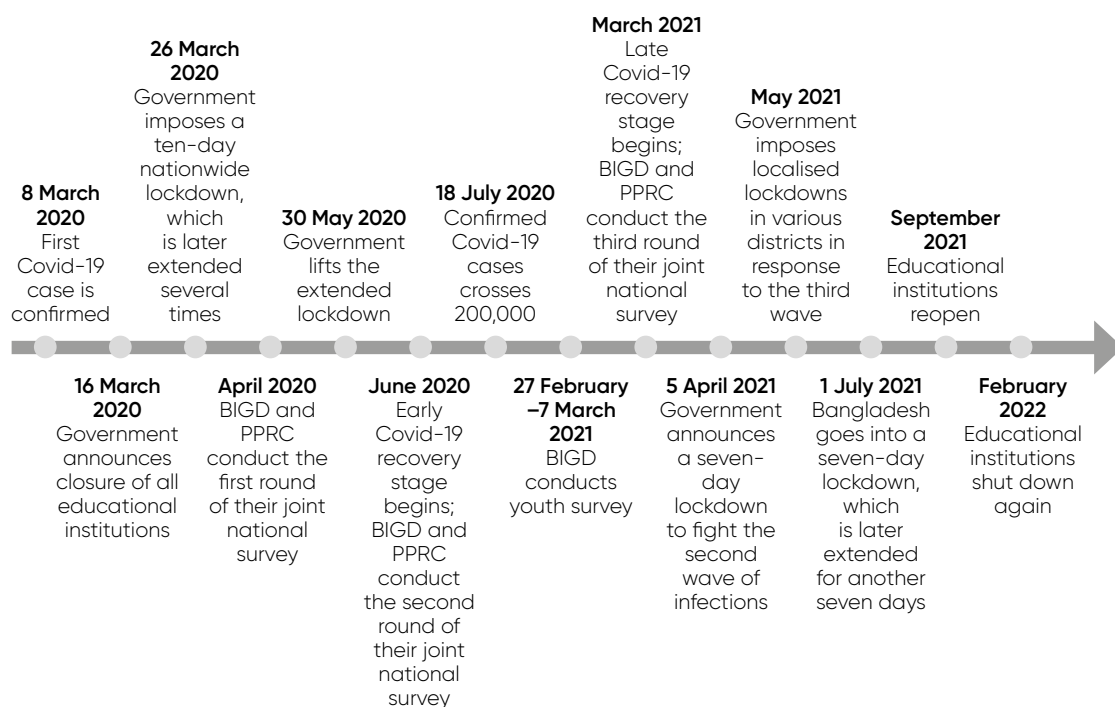 8 March
2020
First
Covid-19
case is
confirmed
16 March
2020
Government
announces
closure of all
educational
institutions
26 March
2020
Government
imposes a
ten-day
nationwide
lockdown,
which
is later
extended
several
times
April 2020
BIGD and
PPRC
conduct the
first round
of their joint
national
survey
30 May 2020
Government
lifts the
extended
lockdown
June 2020
Early
Covid-19
recovery
stage
begins;
BIGD and
PPRC
conduct
the second
round of
their joint
national
survey
18 July 2020
Confirmed
Covid-19
cases
crosses
200,000
27 February
–7 March
2021
BIGD
conducts
youth survey
March 2021
Late
Covid-19
recovery
stage
begins;
BIGD and
PPRC
conduct the
third round
of their joint
national
survey
5 April 2021
Government
announces
a seven-
day
lockdown
to fight the
second
wave of
infections
May 2021
Government
imposes
localised
lockdowns
in various
districts in
response
to the third
wave
1 July 2021
Bangladesh
goes into a
seven-day
lockdown,
which
is later
extended
for another
seven days
September
2021
Educational
institutions
reopen
February
2022
Educational
institutions
shut down
again